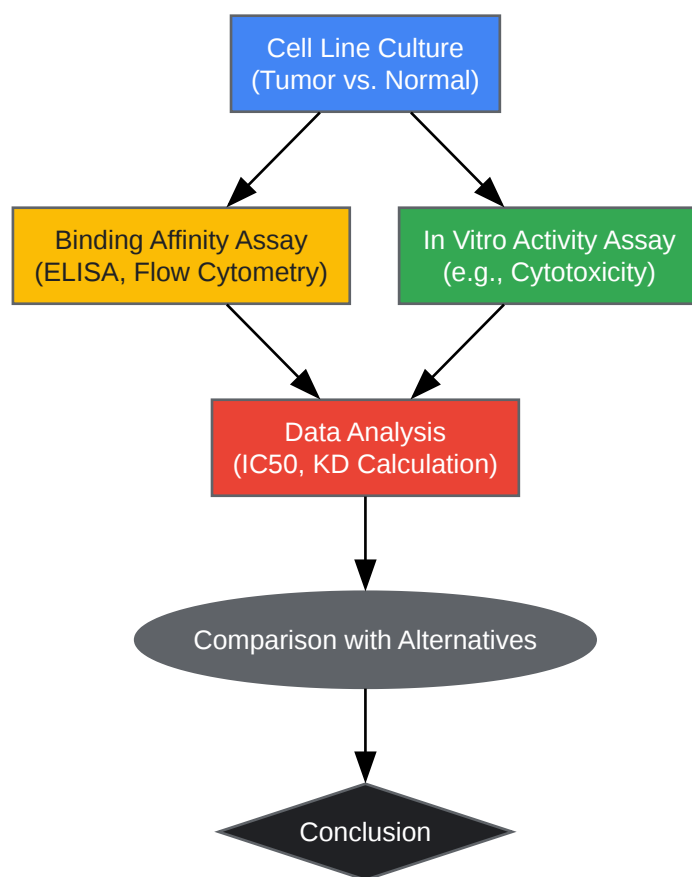 Cell Line Culture
(Tumor vs. Normal)
Binding Affinity Assay
(ELISA, Flow Cytometry)
In Vitro Activity Assay
(e.g., Cytotoxicity)
Data Analysis
(IC50, KD Calculation)
Comparison with Alternatives
Conclusion